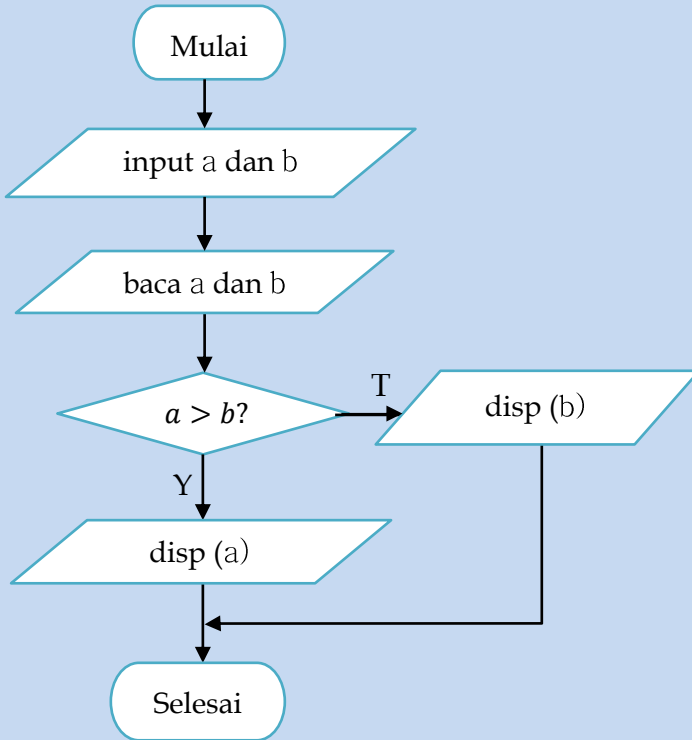 Mulai
input a dan b
baca a dan b
a > b?
T
disp (b)
Y
disp (a)
Selesai